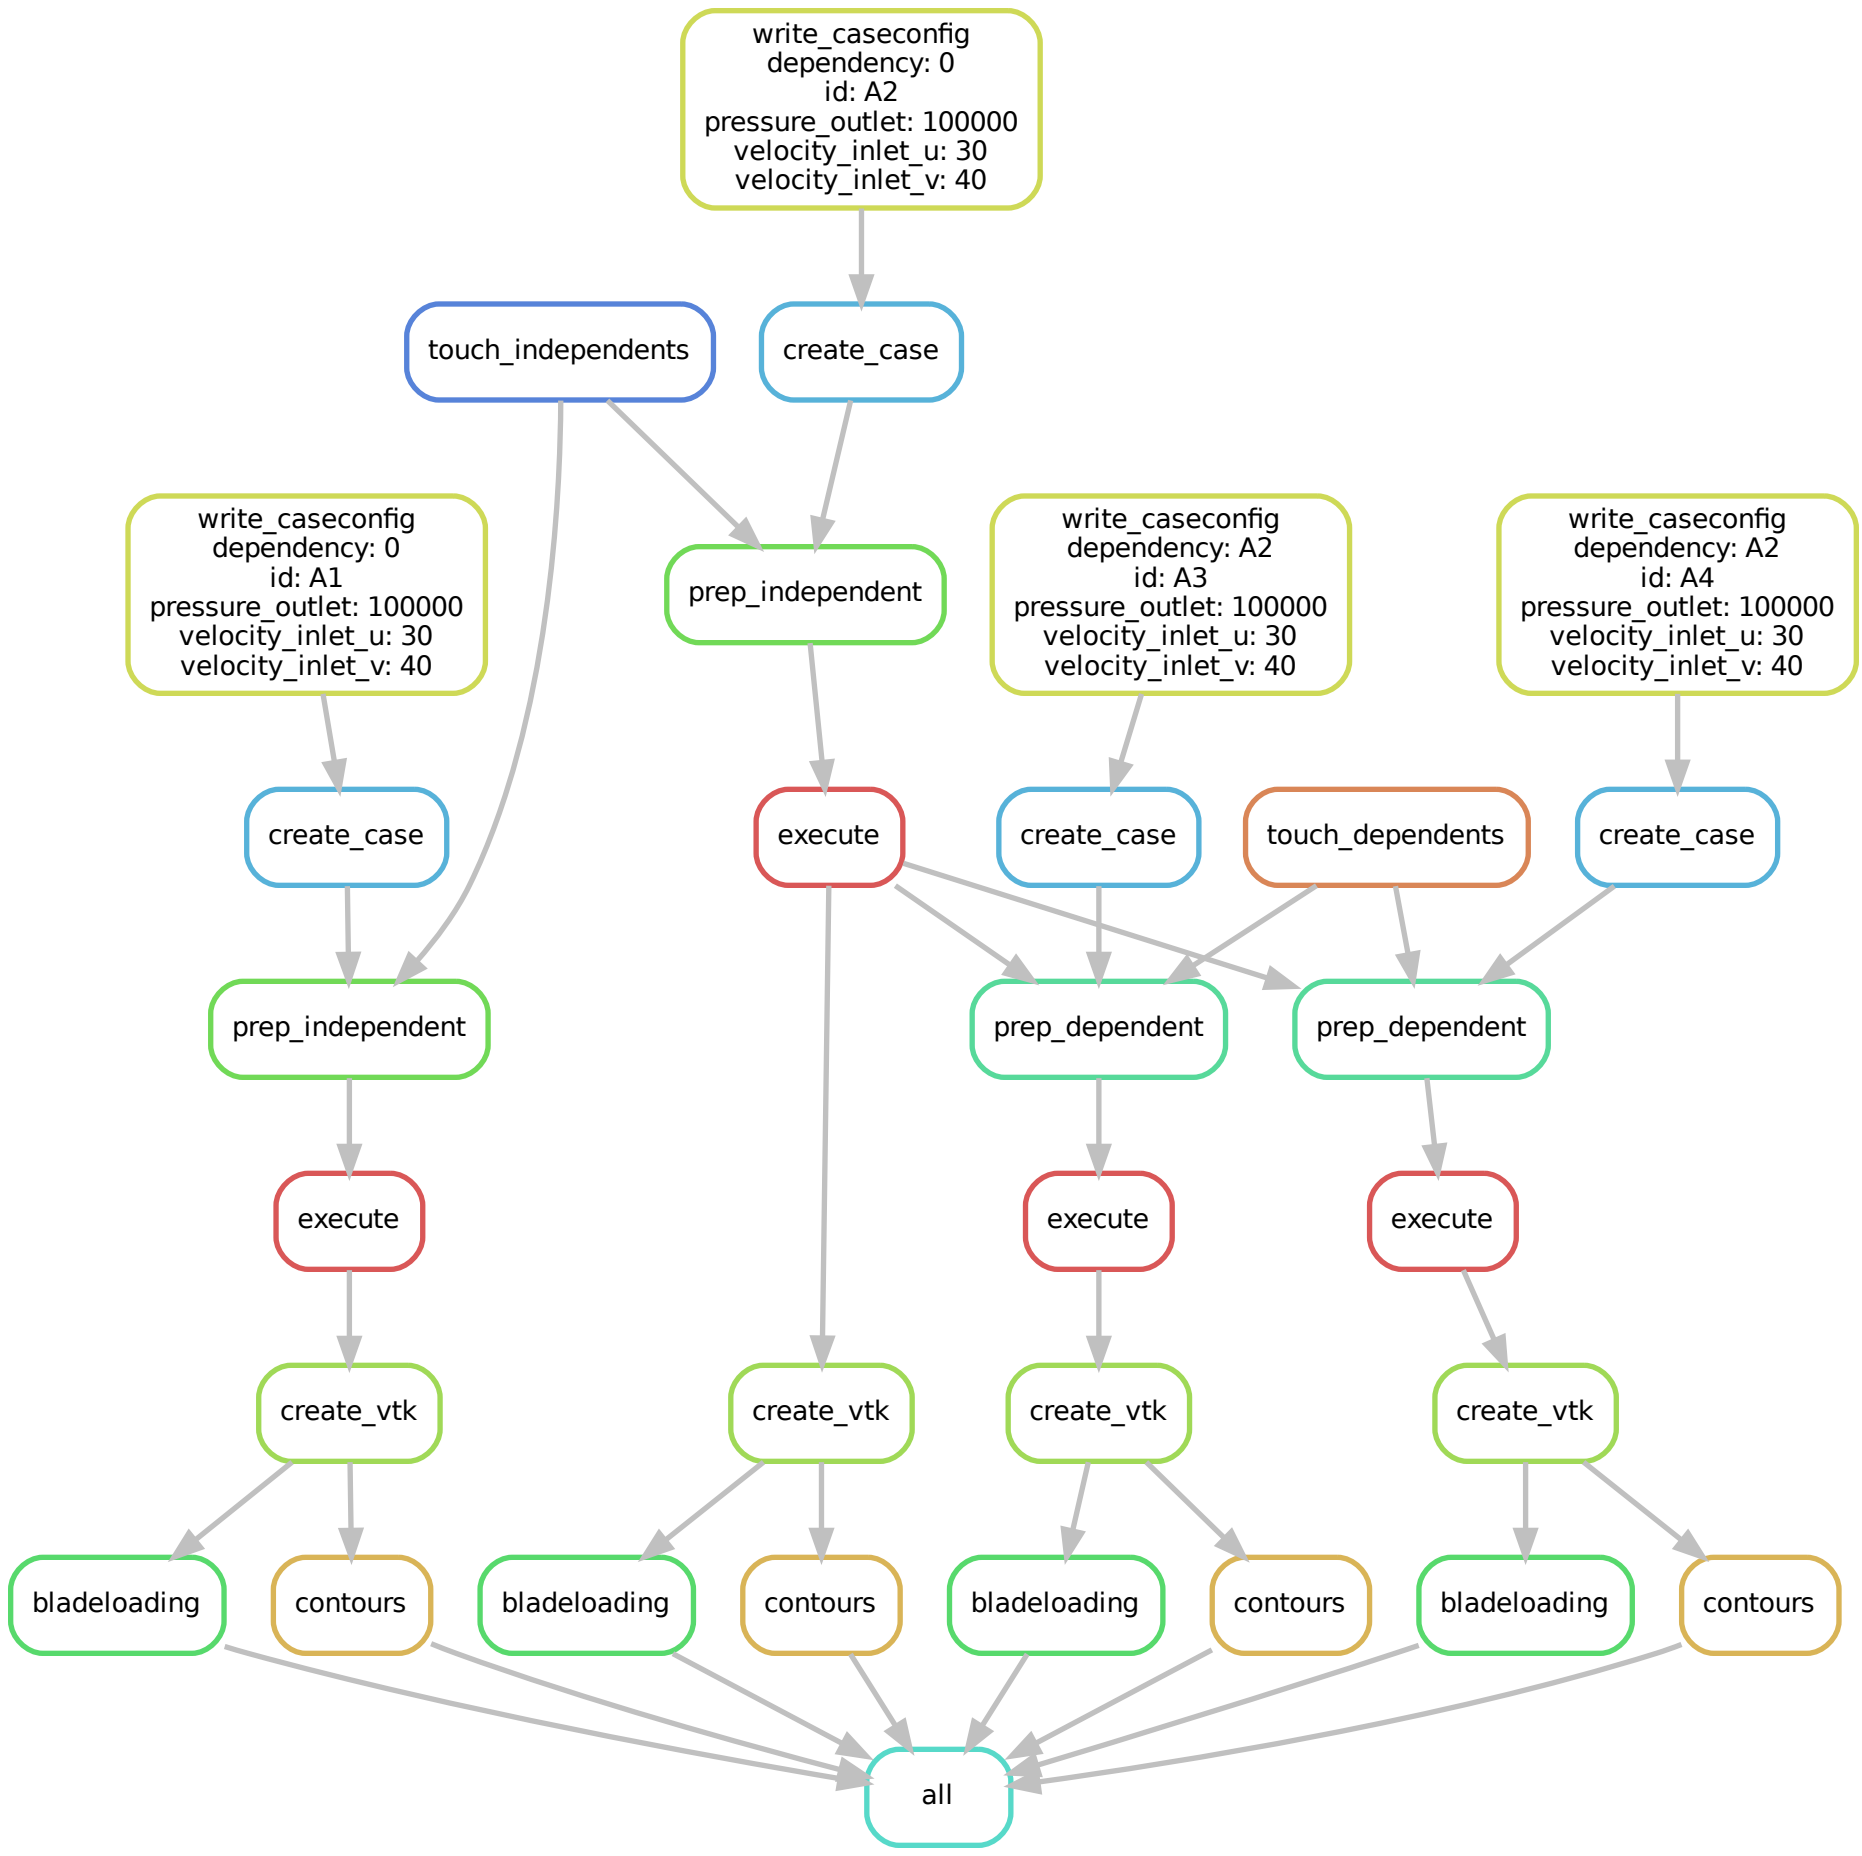 write_caseconfig
dependency: 0
id: A2
pressure_outlet: 100000
velocity_inlet_u: 30
velocity_inlet_v: 40
touch_independents
create_case
write_caseconfig
dependency: 0
id: A1
pressure_outlet: 100000
velocity_inlet_u: 30
velocity_inlet_v: 40
prep_independent
write_caseconfig
dependency: A2
id: A3
pressure_outlet: 100000
velocity_inlet_u: 30
velocity_inlet_v: 40
write_caseconfig
dependency: A2
id: A4
pressure_outlet: 100000
velocity_inlet_u: 30
velocity_inlet_v: 40
create_case
execute
create_case
touch_dependents
create_case
prep_independent
prep_dependent
prep_dependent
execute
execute
execute
create_vtk
create_vtk
create_vtk
create_vtk
bladeloading
contours
bladeloading
contours
bladeloading
contours
bladeloading
contours
all